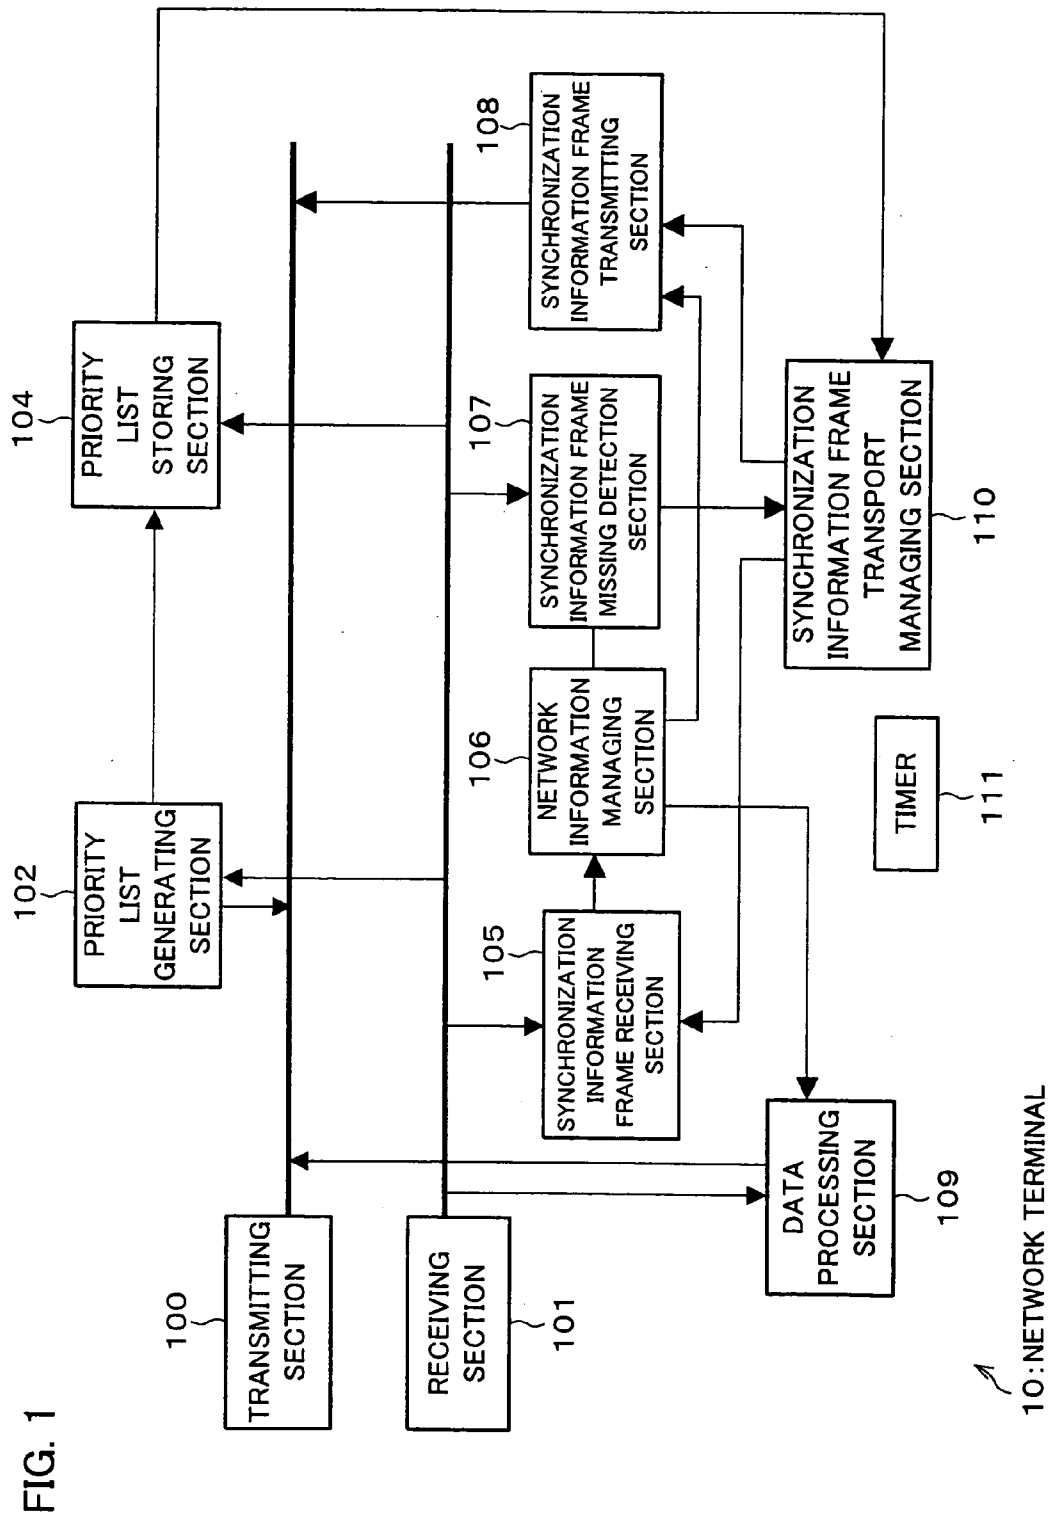 FIG. 1
100
TRANSMITTING
SECTION
101
RECEIVING
SECTION
102
PRIORITY
LIST
GENERATING
SECTION
104
PRIORITY
LIST
STORING
SECTION
105
SYNCHRONIZATION
INFORMATION
FRAME RECEIVING
SECTION
106
NETWORK
INFORMATION
MANAGING
SECTION
107
SYNCHRONIZATION
INFORMATION FRAME
MISSING DETECTION
SECTION
108
SYNCHRONIZATION
INFORMATION FRAME
TRANSMITTING
SECTION
DATA
PROCESSING
SECTION
109
TIMER
111
SYNCHRONIZATION
INFORMATION FRAME
TRANSPORT
MANAGING SECTION
110
10:NETWORK TERMINAL